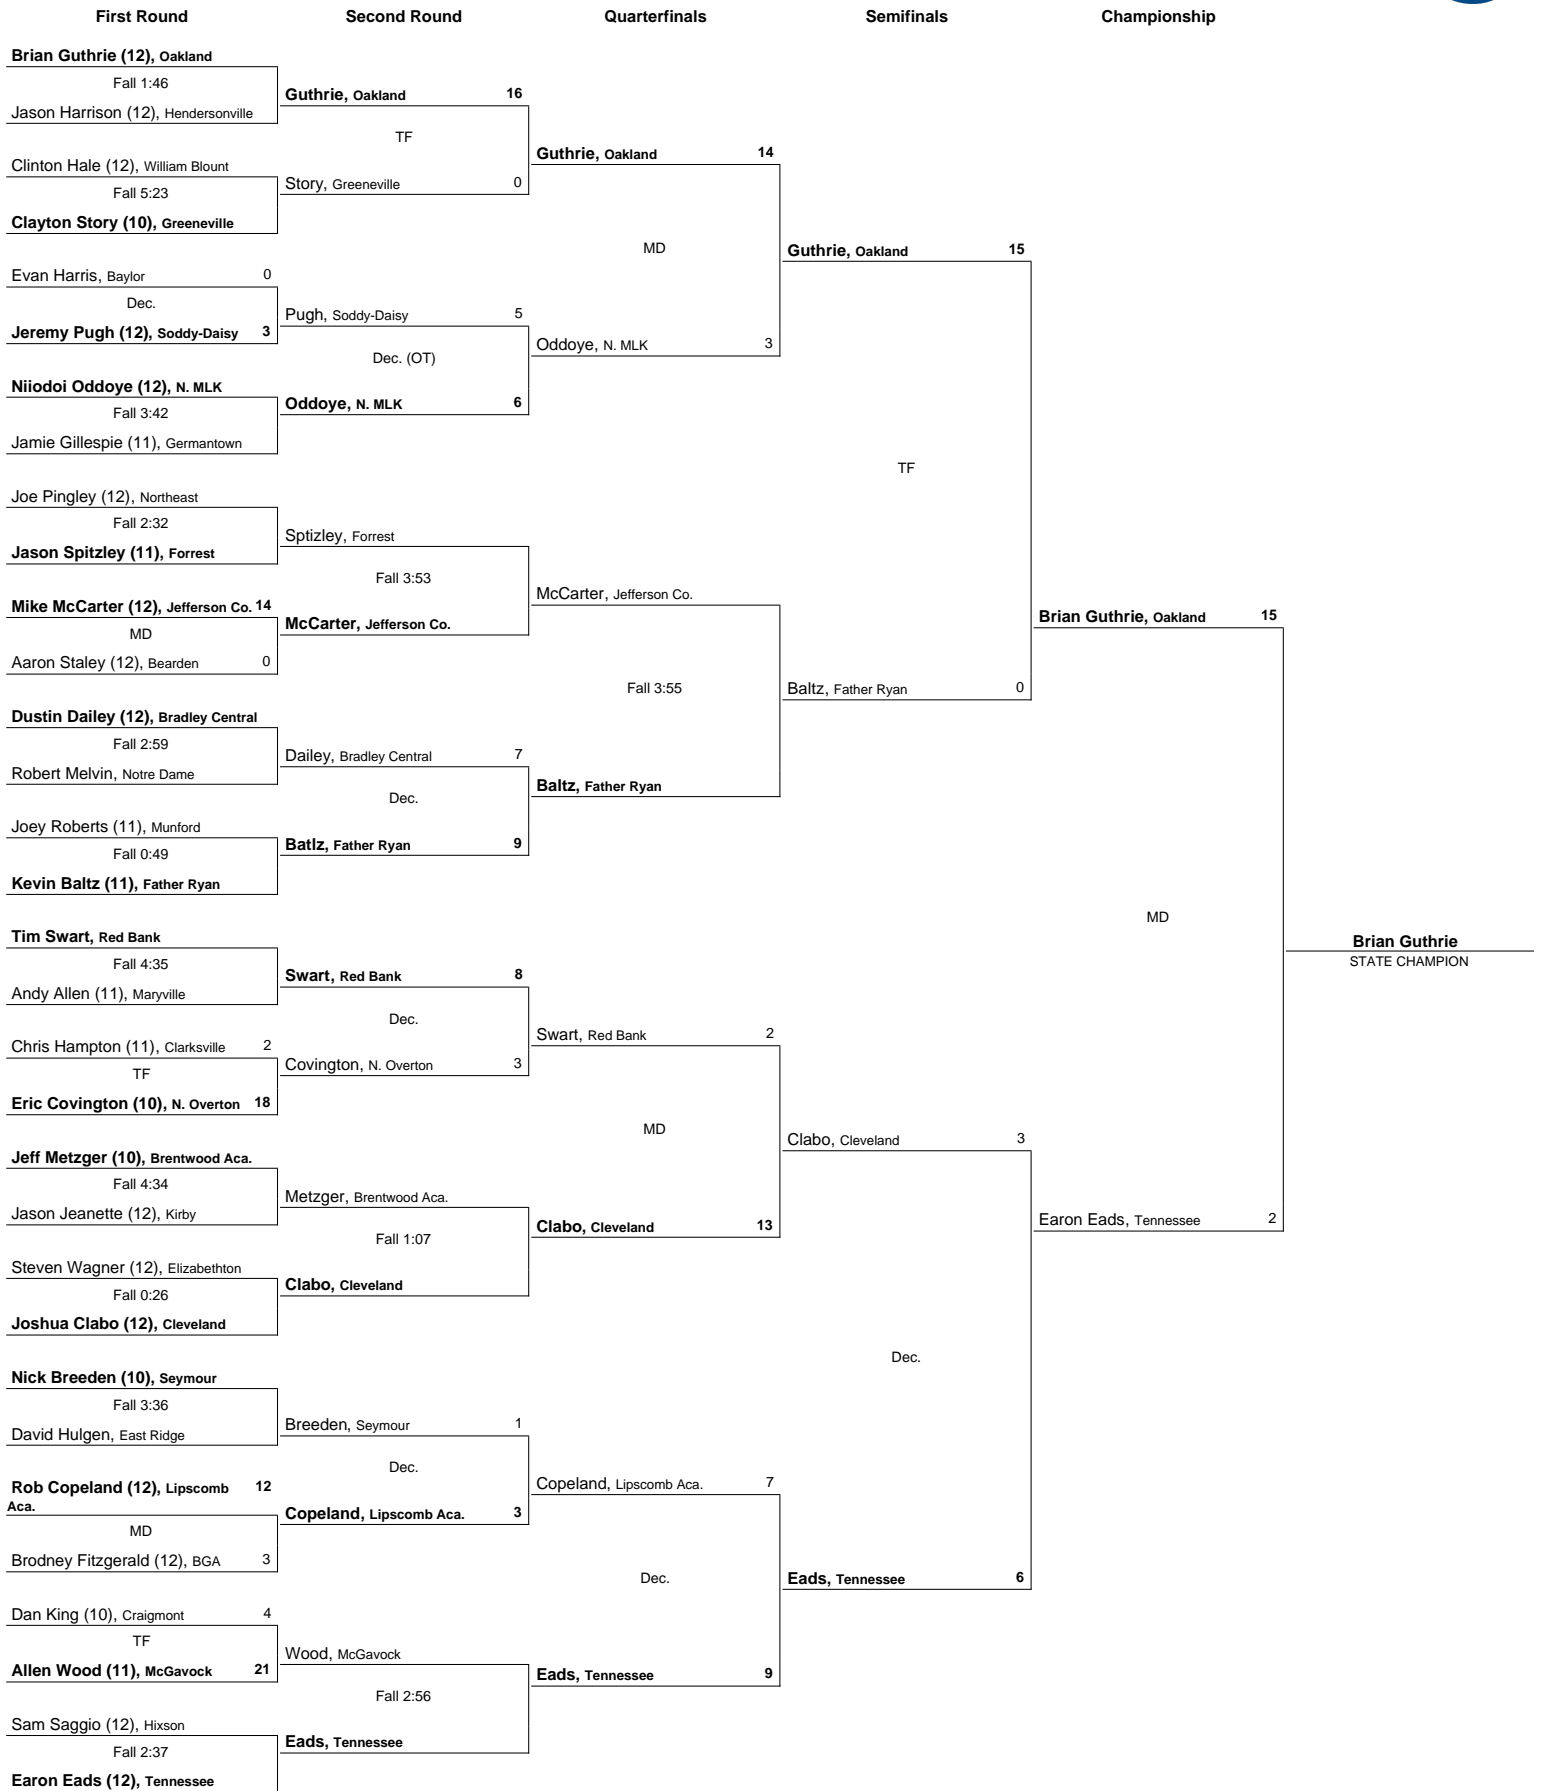 First Round Second Round Quarterfinals Semifinals Championship
Brian Guthrie (12), Oakland
Fall 1:46
Jason Harrison (12), Hendersonville
Clinton Hale (12), William Blount
Fall 5:23
Clayton Story (10), Greeneville
Evan Harris, Baylor 0
Dec.
Jeremy Pugh (12), Soddy-Daisy 3
Niiodoi Oddoye (12), N. MLK
Fall 3:42
Jamie Gillespie (11), Germantown
Joe Pingley (12), Northeast
Fall 2:32
Jason Spitzley (11), Forrest
Mike McCarter (12), Jefferson Co. 14
MD
Aaron Staley (12), Bearden 0
Dustin Dailey (12), Bradley Central
Fall 2:59
Robert Melvin, Notre Dame
Joey Roberts (11), Munford
Fall 0:49
Kevin Baltz (11), Father Ryan
Tim Swart, Red Bank
Fall 4:35
Andy Allen (11), Maryville
Chris Hampton (11), Clarksville 2
TF
Eric Covington (10), N. Overton 18
Jeff Metzger (10), Brentwood Aca.
Fall 4:34
Jason Jeanette (12), Kirby
Steven Wagner (12), Elizabethton
Fall 0:26
Joshua Clabo (12), Cleveland
Nick Breeden (10), Seymour
Fall 3:36
David Hulgen, East Ridge
Rob Copeland (12), Lipscomb 12
Aca.
MD
Brodney Fitzgerald (12), BGA 3
Dan King (10), Craigmont 4
TF
Allen Wood (11), McGavock 21
Sam Saggio (12), Hixson
Fall 2:37
Earon Eads (12), Tennessee
Guthrie, Oakland 16
TF
Story, Greeneville 0
Pugh, Soddy-Daisy 5
Dec. (OT)
Oddoye, N. MLK 6
Sptizley, Forrest
Fall 3:53
McCarter, Jefferson Co.
Dailey, Bradley Central 7
Dec.
Batlz, Father Ryan 9
Swart, Red Bank 8
Dec.
Covington, N. Overton 3
Metzger, Brentwood Aca.
Fall 1:07
Clabo, Cleveland
Breeden, Seymour 1
Dec.
Copeland, Lipscomb Aca. 3
Wood, McGavock
Fall 2:56
Eads, Tennessee
Guthrie, Oakland 14
MD
Oddoye, N. MLK 3
McCarter, Jefferson Co.
Fall 3:55
Baltz, Father Ryan
Swart, Red Bank 2
MD
Clabo, Cleveland 13
Copeland, Lipscomb Aca. 7
Dec.
Eads, Tennessee 9
Guthrie, Oakland 15
TF
Baltz, Father Ryan 0
Clabo, Cleveland 3
Dec.
Eads, Tennessee 6
Brian Guthrie, Oakland 15
MD
Earon Eads, Tennessee 2
Brian Guthrie
STATE CHAMPION